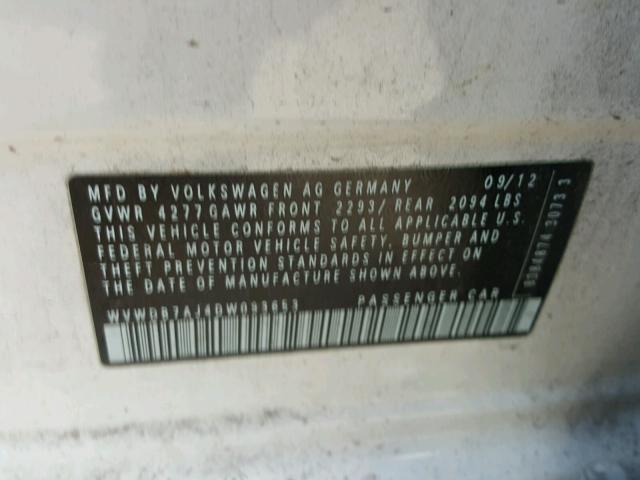 MFD BY VOLKSWAGEN AG GERMANY 09/12
GVWR 4277 GAWR FRONT 2293/ REAR 2094 LBS
THIS VEHICLE CONFORMS TO ALL APPLICABLE U.S.
FEDERAL MOTOR VEHICLE SAFETY, BUMPER AND
THEFT PREVENTION STANDARDS IN EFFECT ON
THE DATE OF MANUFACTURE SHOWN ABOVE.
PASSENGER CAR
3073 3